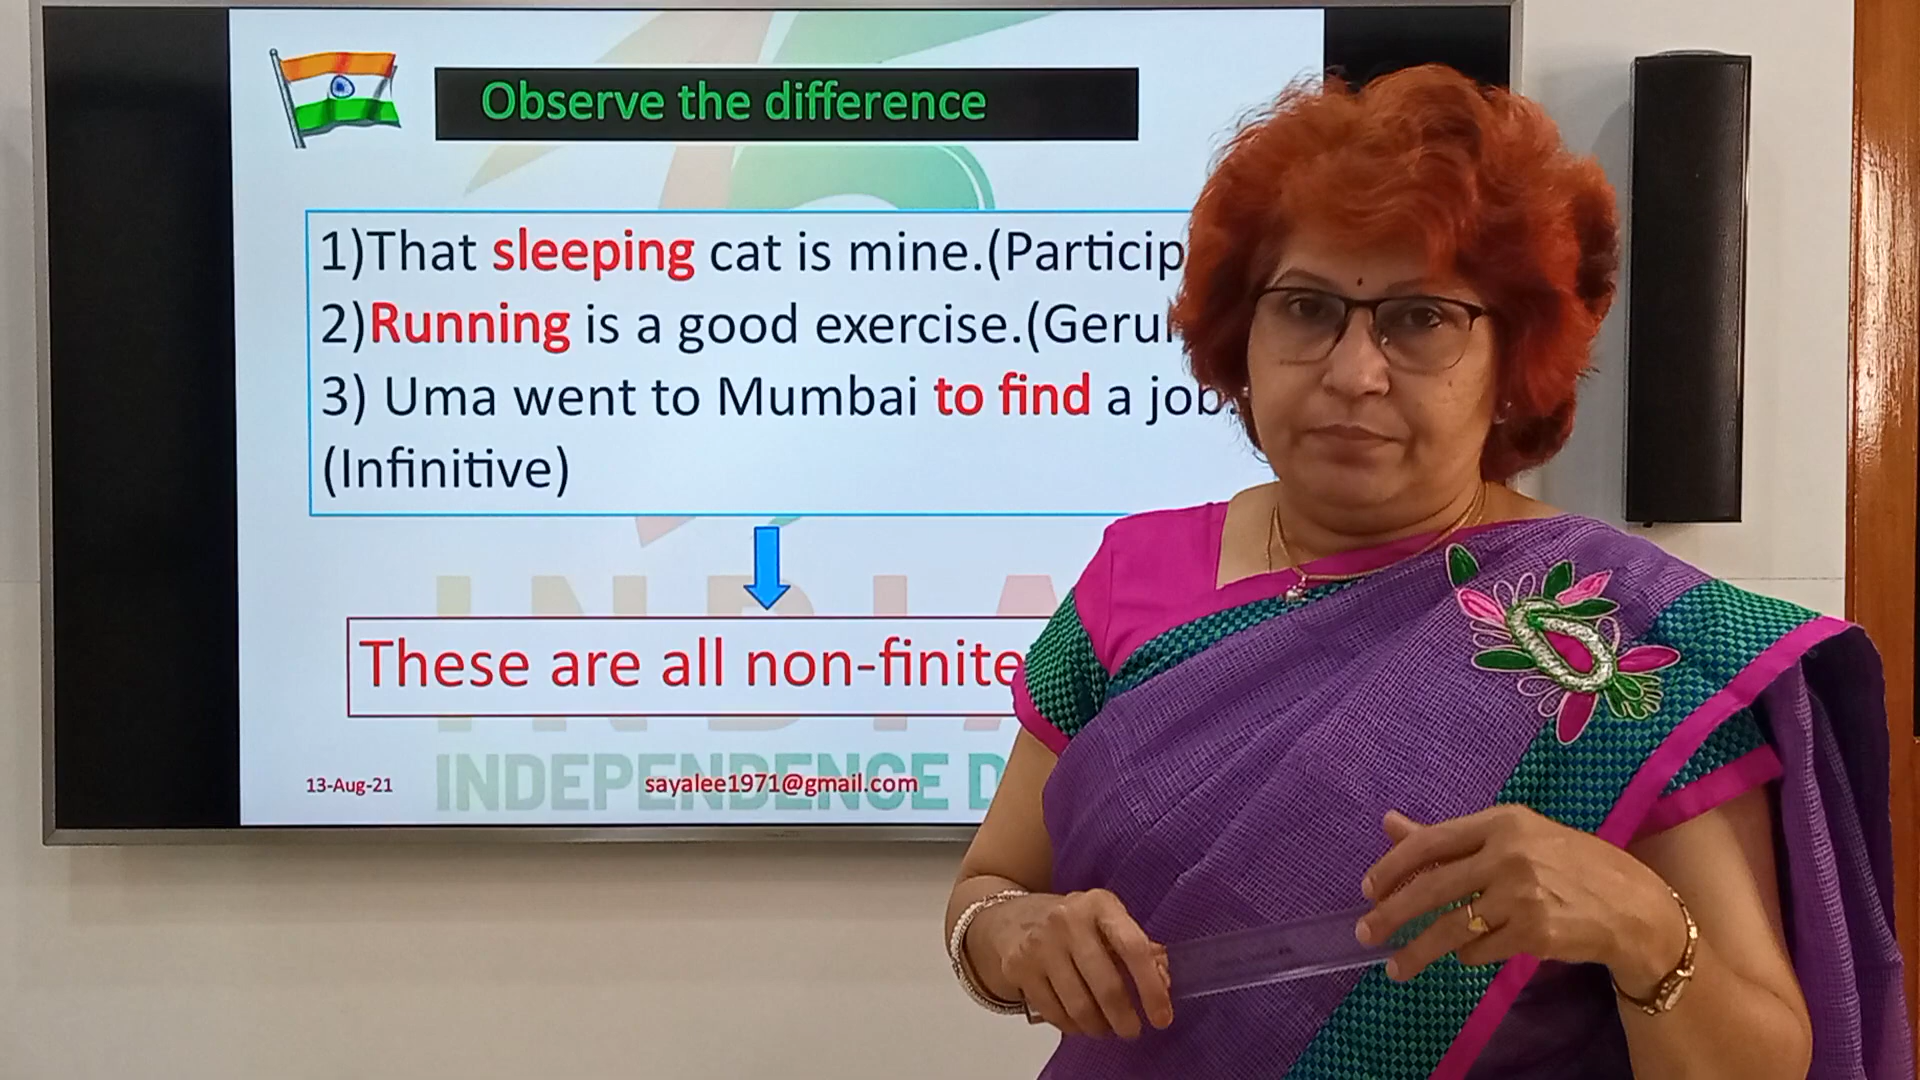 Observe the difference
1)That sleeping cat is mine.(Particip
2)Running is a good exercise.(Geru
3) Uma went to Mumbai to find a job.
(Infinitive)
These are all non-finite
INDIA
INDEPENDENCE D
13-Aug-21
sayalee1971@gmail.com